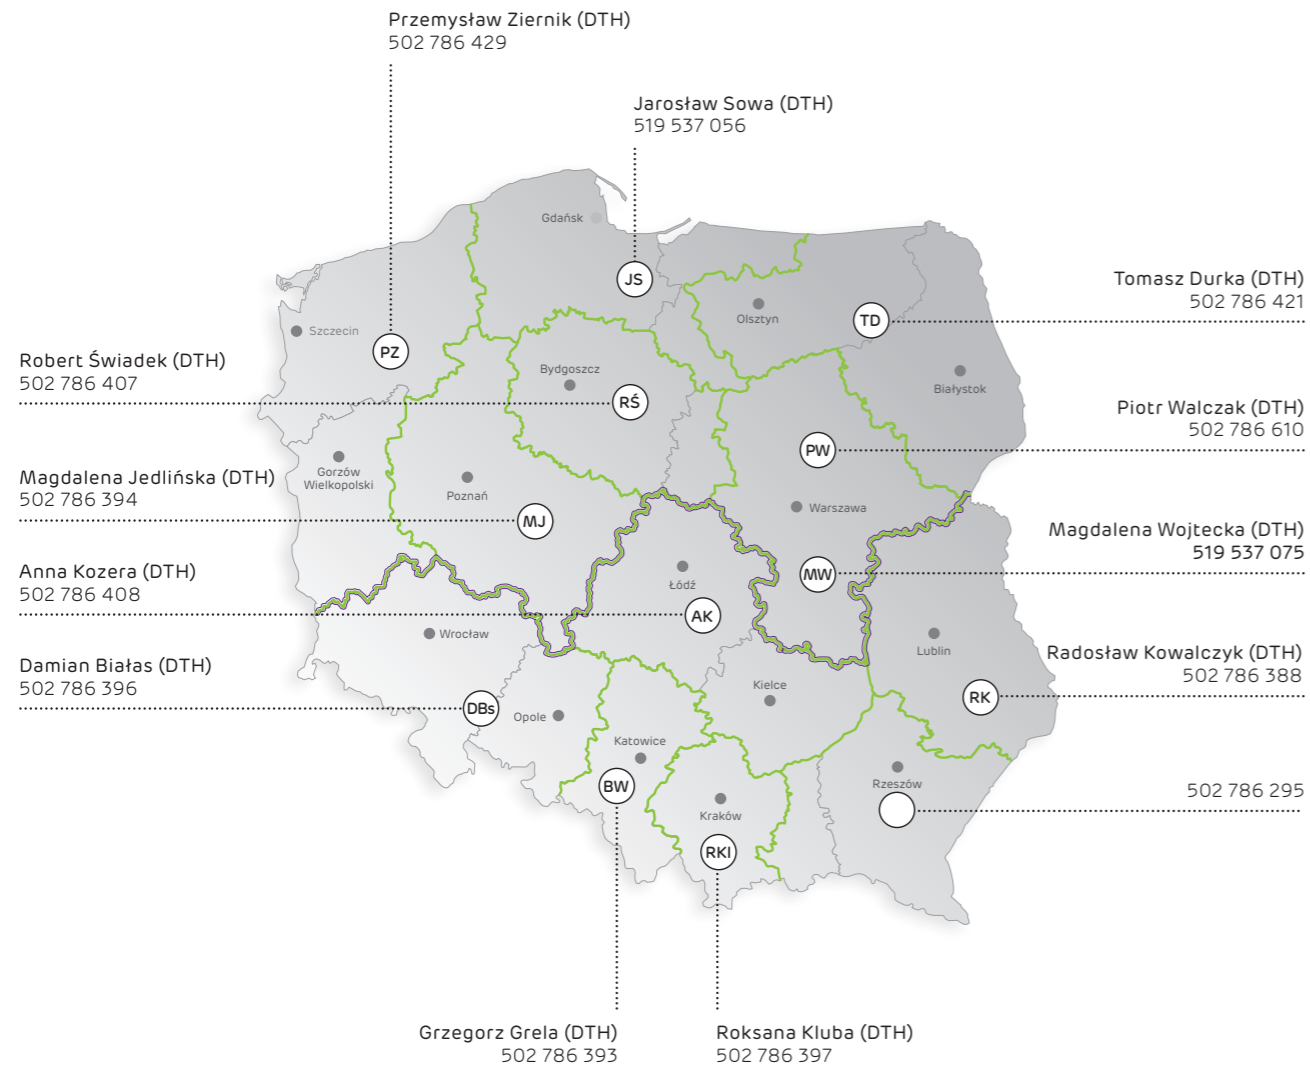 Przemysław Ziernik (DTH)
502 786 429
Jarosław Sowa (DTH)
519 537 056
Gdańsk
JS
Tomasz Durka (DTH)
502 786 421
Olsztyn
TD
Szczecin
PZ
Robert Świadek (DTH)
502 786 407
Bydgoszcz
RŚ
Białystok
Piotr Walczak (DTH)
502 786 610
PW
Gorzów
Wielkopolski
Magdalena Jedlińska (DTH)
502 786 394
Poznań
MJ
Warszawa
Magdalena Wojtecka (DTH)
519 537 075
MW
Anna Kozera (DTH)
502 786 408
Łódź
AK
Wrocław
Lublin
Radosław Kowalczyk (DTH)
502 786 388
RK
Damian Białas (DTH)
502 786 396
DBs
Opole
Kielce
Katowice
BW
Rzeszów
502 786 295
Kraków
RKl
Grzegorz Grela (DTH)
502 786 393
Roksana Kluba (DTH)
502 786 397